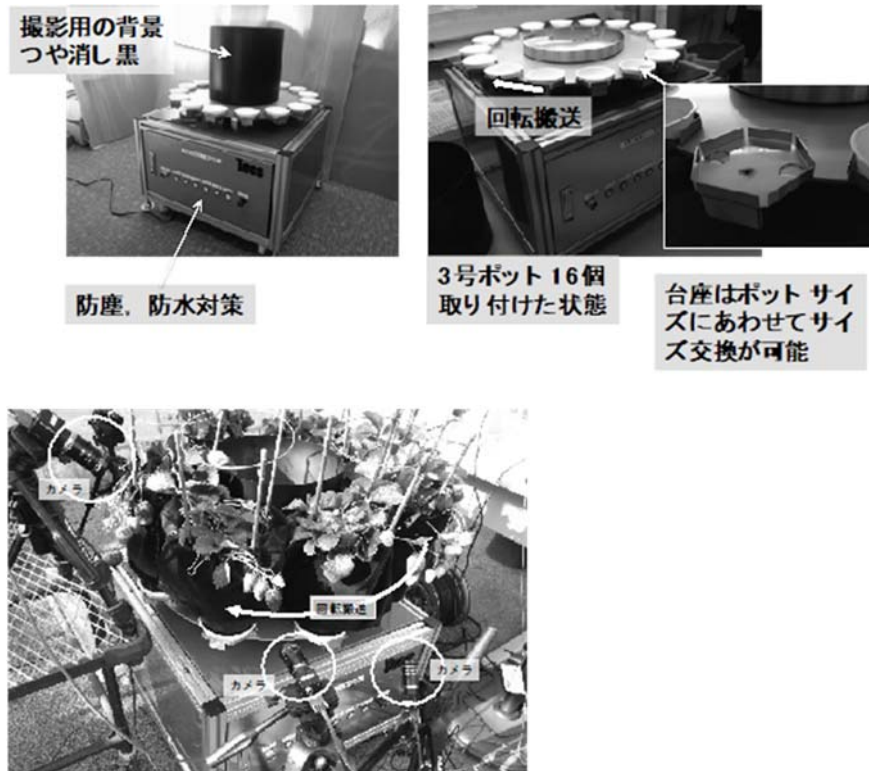 撮影用の背景
つや消し黒
防塵，防水対策
回転搬送
3号ポット16個
取り付けた状態
台座はポットサイ
ズにあわせてサイ
ズ交換が可能
カメラ
回転搬送
カメラ
カメラ